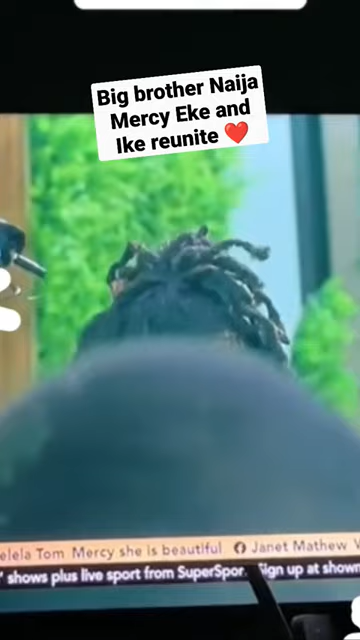 Big brother Naija
Mercy Eke and
Ike reunite ❤️
elela Tom Mercy she is beautiful Janet Mathew
' shows plus live sport from SuperSpor. Sign up at show